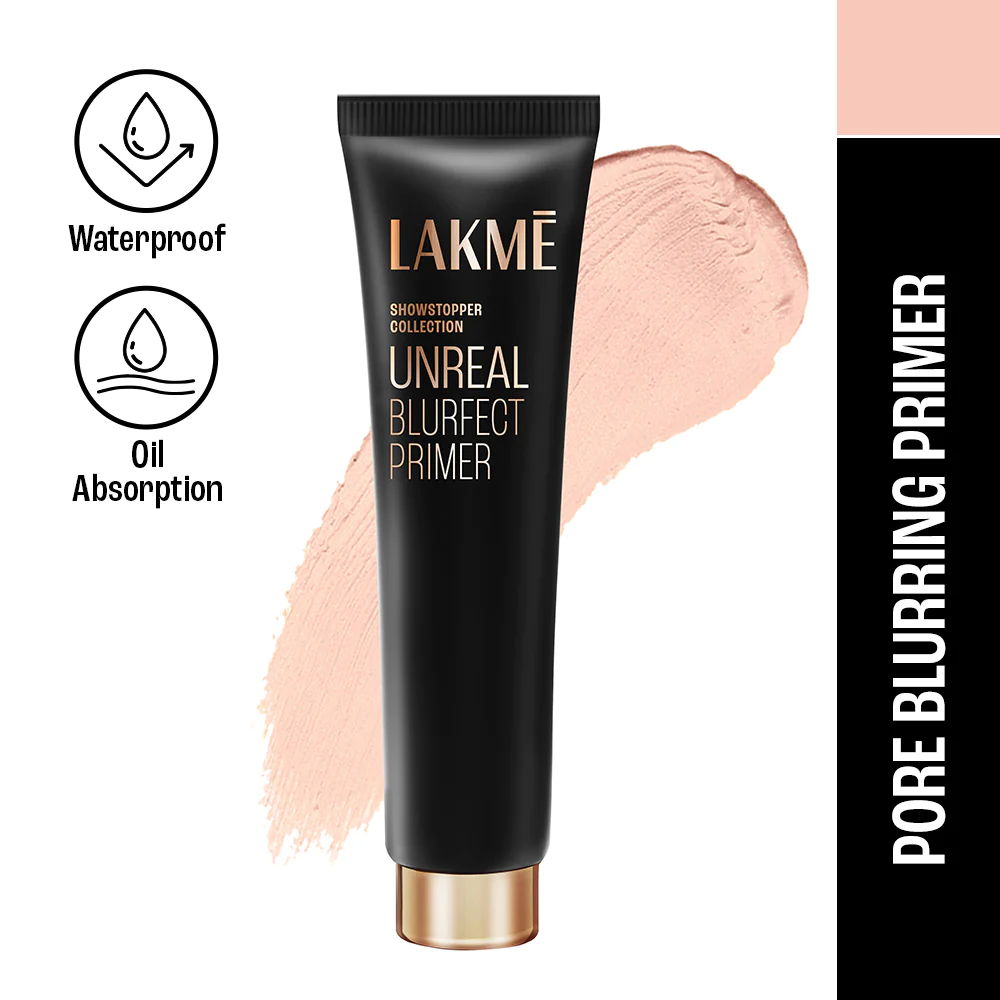 Waterproof
Oil
Absorption
LAKMĒ
SHOWSTOPPER
COLLECTION
UNREAL
BLURFECT
PRIMER
PORE BLURRING PRIMER